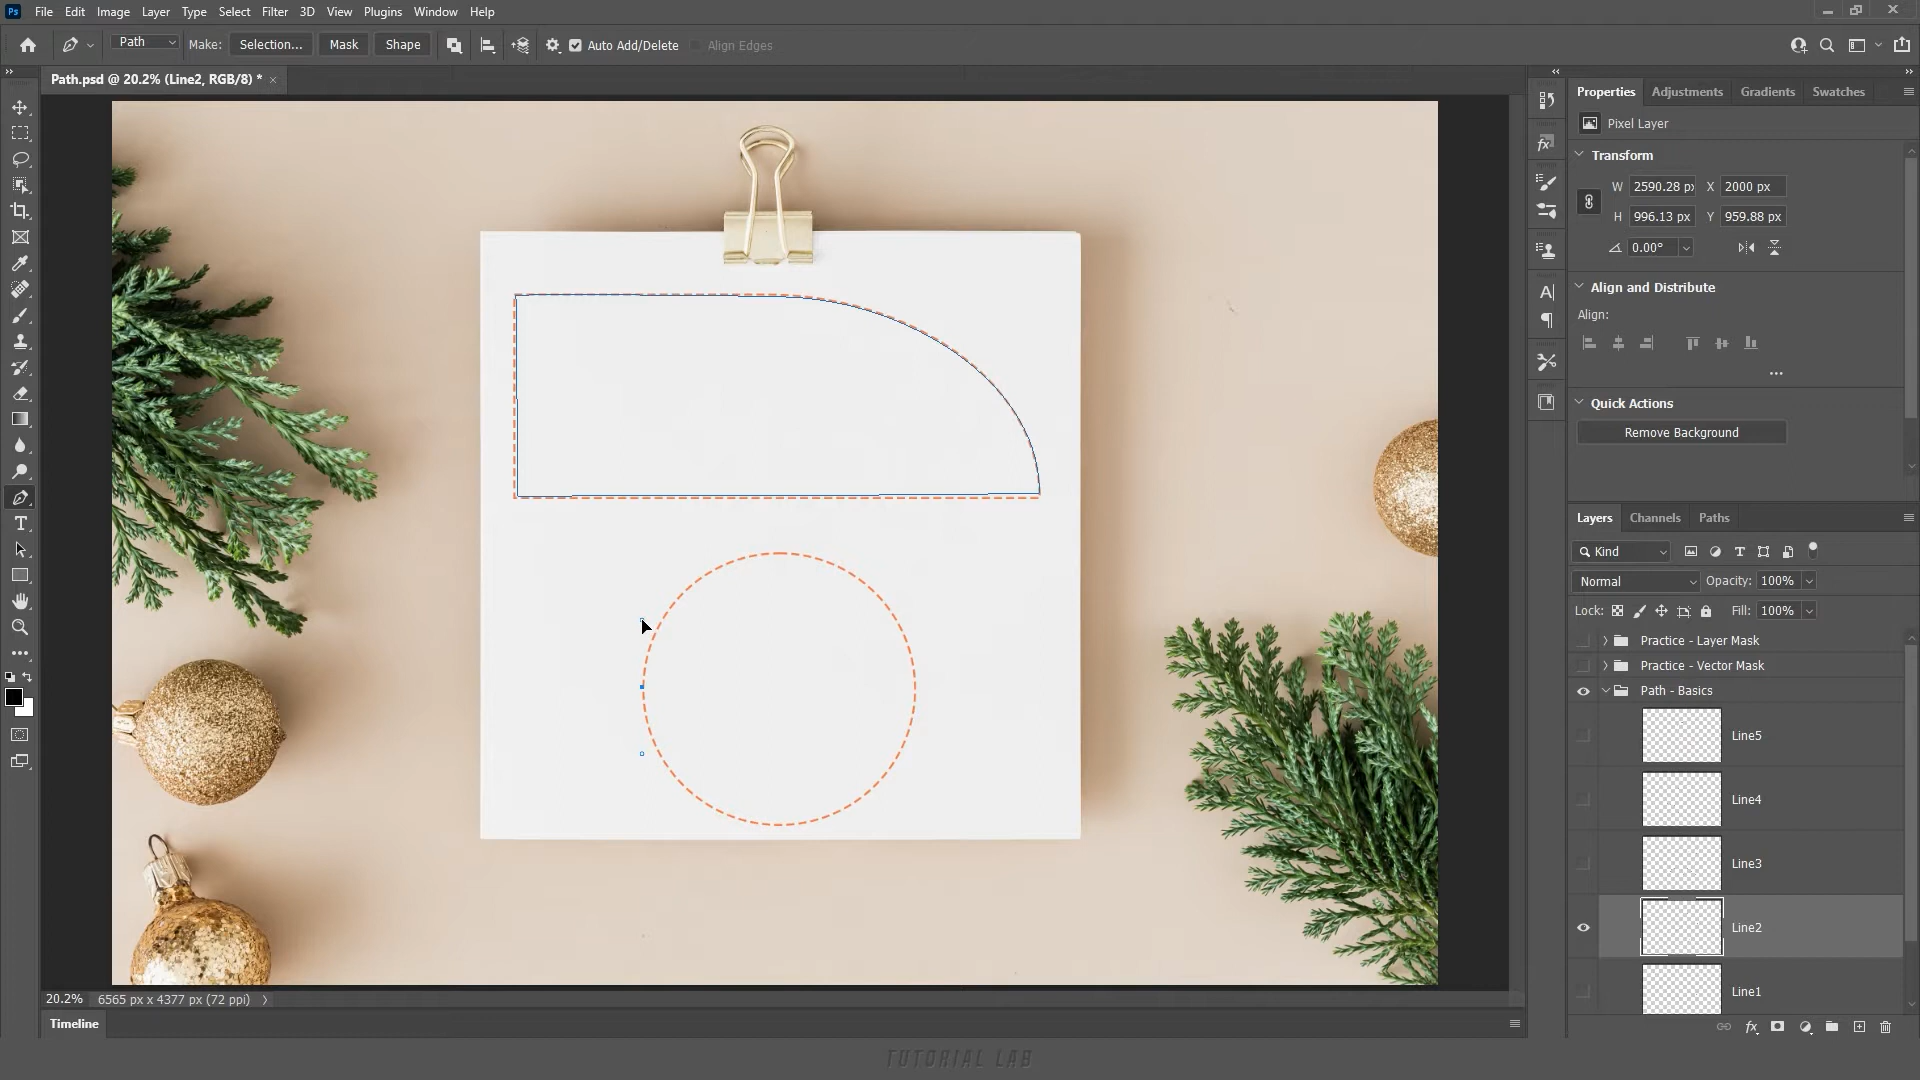 Ps File Edit Image Layer Type Select Filter 3D View Plugins Window Help
Path Make: Selection... Mask Shape Auto Add/Delete Align Edges
Path.psd @ 20.2% (Line2, RGB/8) * ×
Properties Adjustments Gradients Swatches
Pixel Layer
Transform
W 2590.28 px X 2000 px
H 996.13 px Y 959.88 px
0.00°
Align and Distribute
Align:
Quick Actions
Remove Background
Layers Channels Paths
Kind
Normal Opacity: 100%
Lock: Fill: 100%
Practice - Layer Mask
Practice - Vector Mask
Path - Basics
Line5
Line4
Line3
Line2
Line1
20.2% 6565 px x 4377 px (72 ppi)
Timeline
TUTORIAL LAB